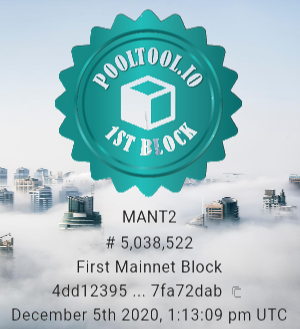 POOLTOOL.IO
1ST BLOCK
MANT2
# 5,038,522
First Mainnet Block
4dd12395 ... 7fa72dab
December 5th 2020, 1:13:09 pm UTC